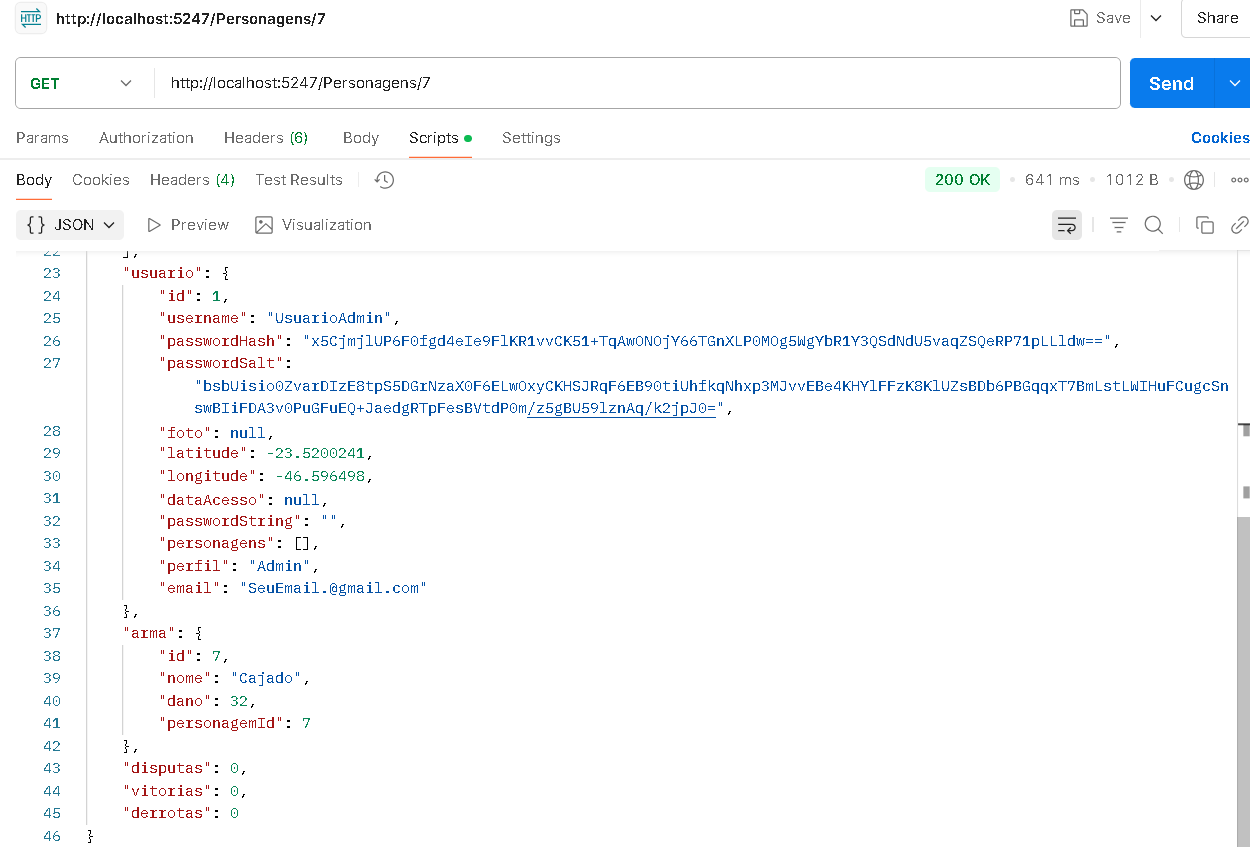 HTTP http://localhost:5247/Personagens/7 Save Share
GET http://localhost:5247/Personagens/7 Send
Params Authorization Headers (6) Body Scripts Settings Cookies
Body Cookies Headers (4) Test Results 200 OK 641 ms 1012 B
{} JSON Preview Visualization
22 ],
23 "usuario": {
24 "id": 1,
25 "username": "UsuarioAdmin",
26 "passwordHash": "x5CjmjlUP6F0fgd4eIe9FlKR1vvCK51+TqAwONOjY66TGnXLP0MOg5WgYbR1Y3QSdNdU5vaqZSQeRP71pLLldw==",
27 "passwordSalt":
"bsbUisio0ZvarDIzE8tpS5DGrNzaX0F6ELwOxyCKHSJRqF6EB90tiUhfkqNhxp3MJvvEBe4KHYlFFzK8KlUZsBDb6PBGqqxT7BmLstLWIHuFCugcSn
swBIiFDA3v0PuGFuEQ+JaedgRTpFesBVtdP0m/z5gBU59lznAq/k2jpJ0=",
28 "foto": null,
29 "latitude": -23.5200241,
30 "longitude": -46.596498,
31 "dataAcesso": null,
32 "passwordString": "",
33 "personagens": [],
34 "perfil": "Admin",
35 "email": "SeuEmail.@gmail.com"
36 },
37 "arma": {
38 "id": 7,
39 "nome": "Cajado",
40 "dano": 32,
41 "personagemId": 7
42 },
43 "disputas": 0,
44 "vitorias": 0,
45 "derrotas": 0
46 }